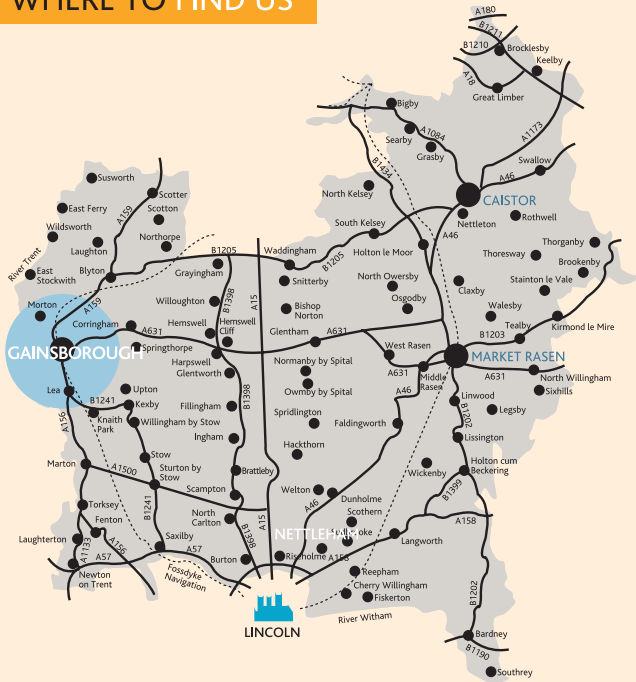 WHERE TO FIND US
A180
B1211
B1210
Brocklesby
Keelby
A18
Great Limber
Bigby
A1084
A1173
Searby
Grasby
B1434
Swallow
A46
North Kelsey
CAISTOR
Susworth
Scotter
East Ferry
Scotton
A159
Nettleton
Rothwell
Wildsworth
South Kelsey
Northorpe
A46
Thorganby
River Trent
Laughton
B1205
Waddingham
Holton le Moor
Thoresway
B1205
Brookenby
East
Stockwith
Blyton
Grayingham
Snitterby
North Owersby
Claxby
Stainton le Vale
B1398
A15
Morton
A159
Willoughton
Bishop
Norton
Osgodby
Walesby
Corringham
Hemswell
Hemswell
Cliff
Tealby
Kirmond le Mire
A631
Glentham
A631
B1203
GAINSBOROUGH
Springthorpe
Harpswell
West Rasen
MARKET RASEN
Normanby by Spital
A631
Middle
Rasen
A631
North Willingham
Glentworth
Lea
Upton
Owmby by Spital
A46
Sixhills
B1241
Kexby
B1398
Linwood
Fillingham
B1202
Legsby
Knaith
Park
Willingham by Stow
Spridlington
Faldingworth
A156
Ingham
Lissington
Hackthorn
Stow
Marton
A1500
Sturton by
Stow
Brattleby
Wickenby
Holton cum
Beckering
Scampton
Welton
Dunholme
B1399
A46
Torksey
B1241
North
Carlton
A15
Scothern
A158
Fenton
NETTLEHAM
Laughterton
A156
Saxilby
B1398
Langworth
A1133
A57
A57
Burton
Riseholme
A158
Newton
on Trent
Fossdyke
Navigation
Reepham
Cherry Willingham
Fiskerton
B1202
LINCOLN
River Witham
Bardney
B1190
Southrey